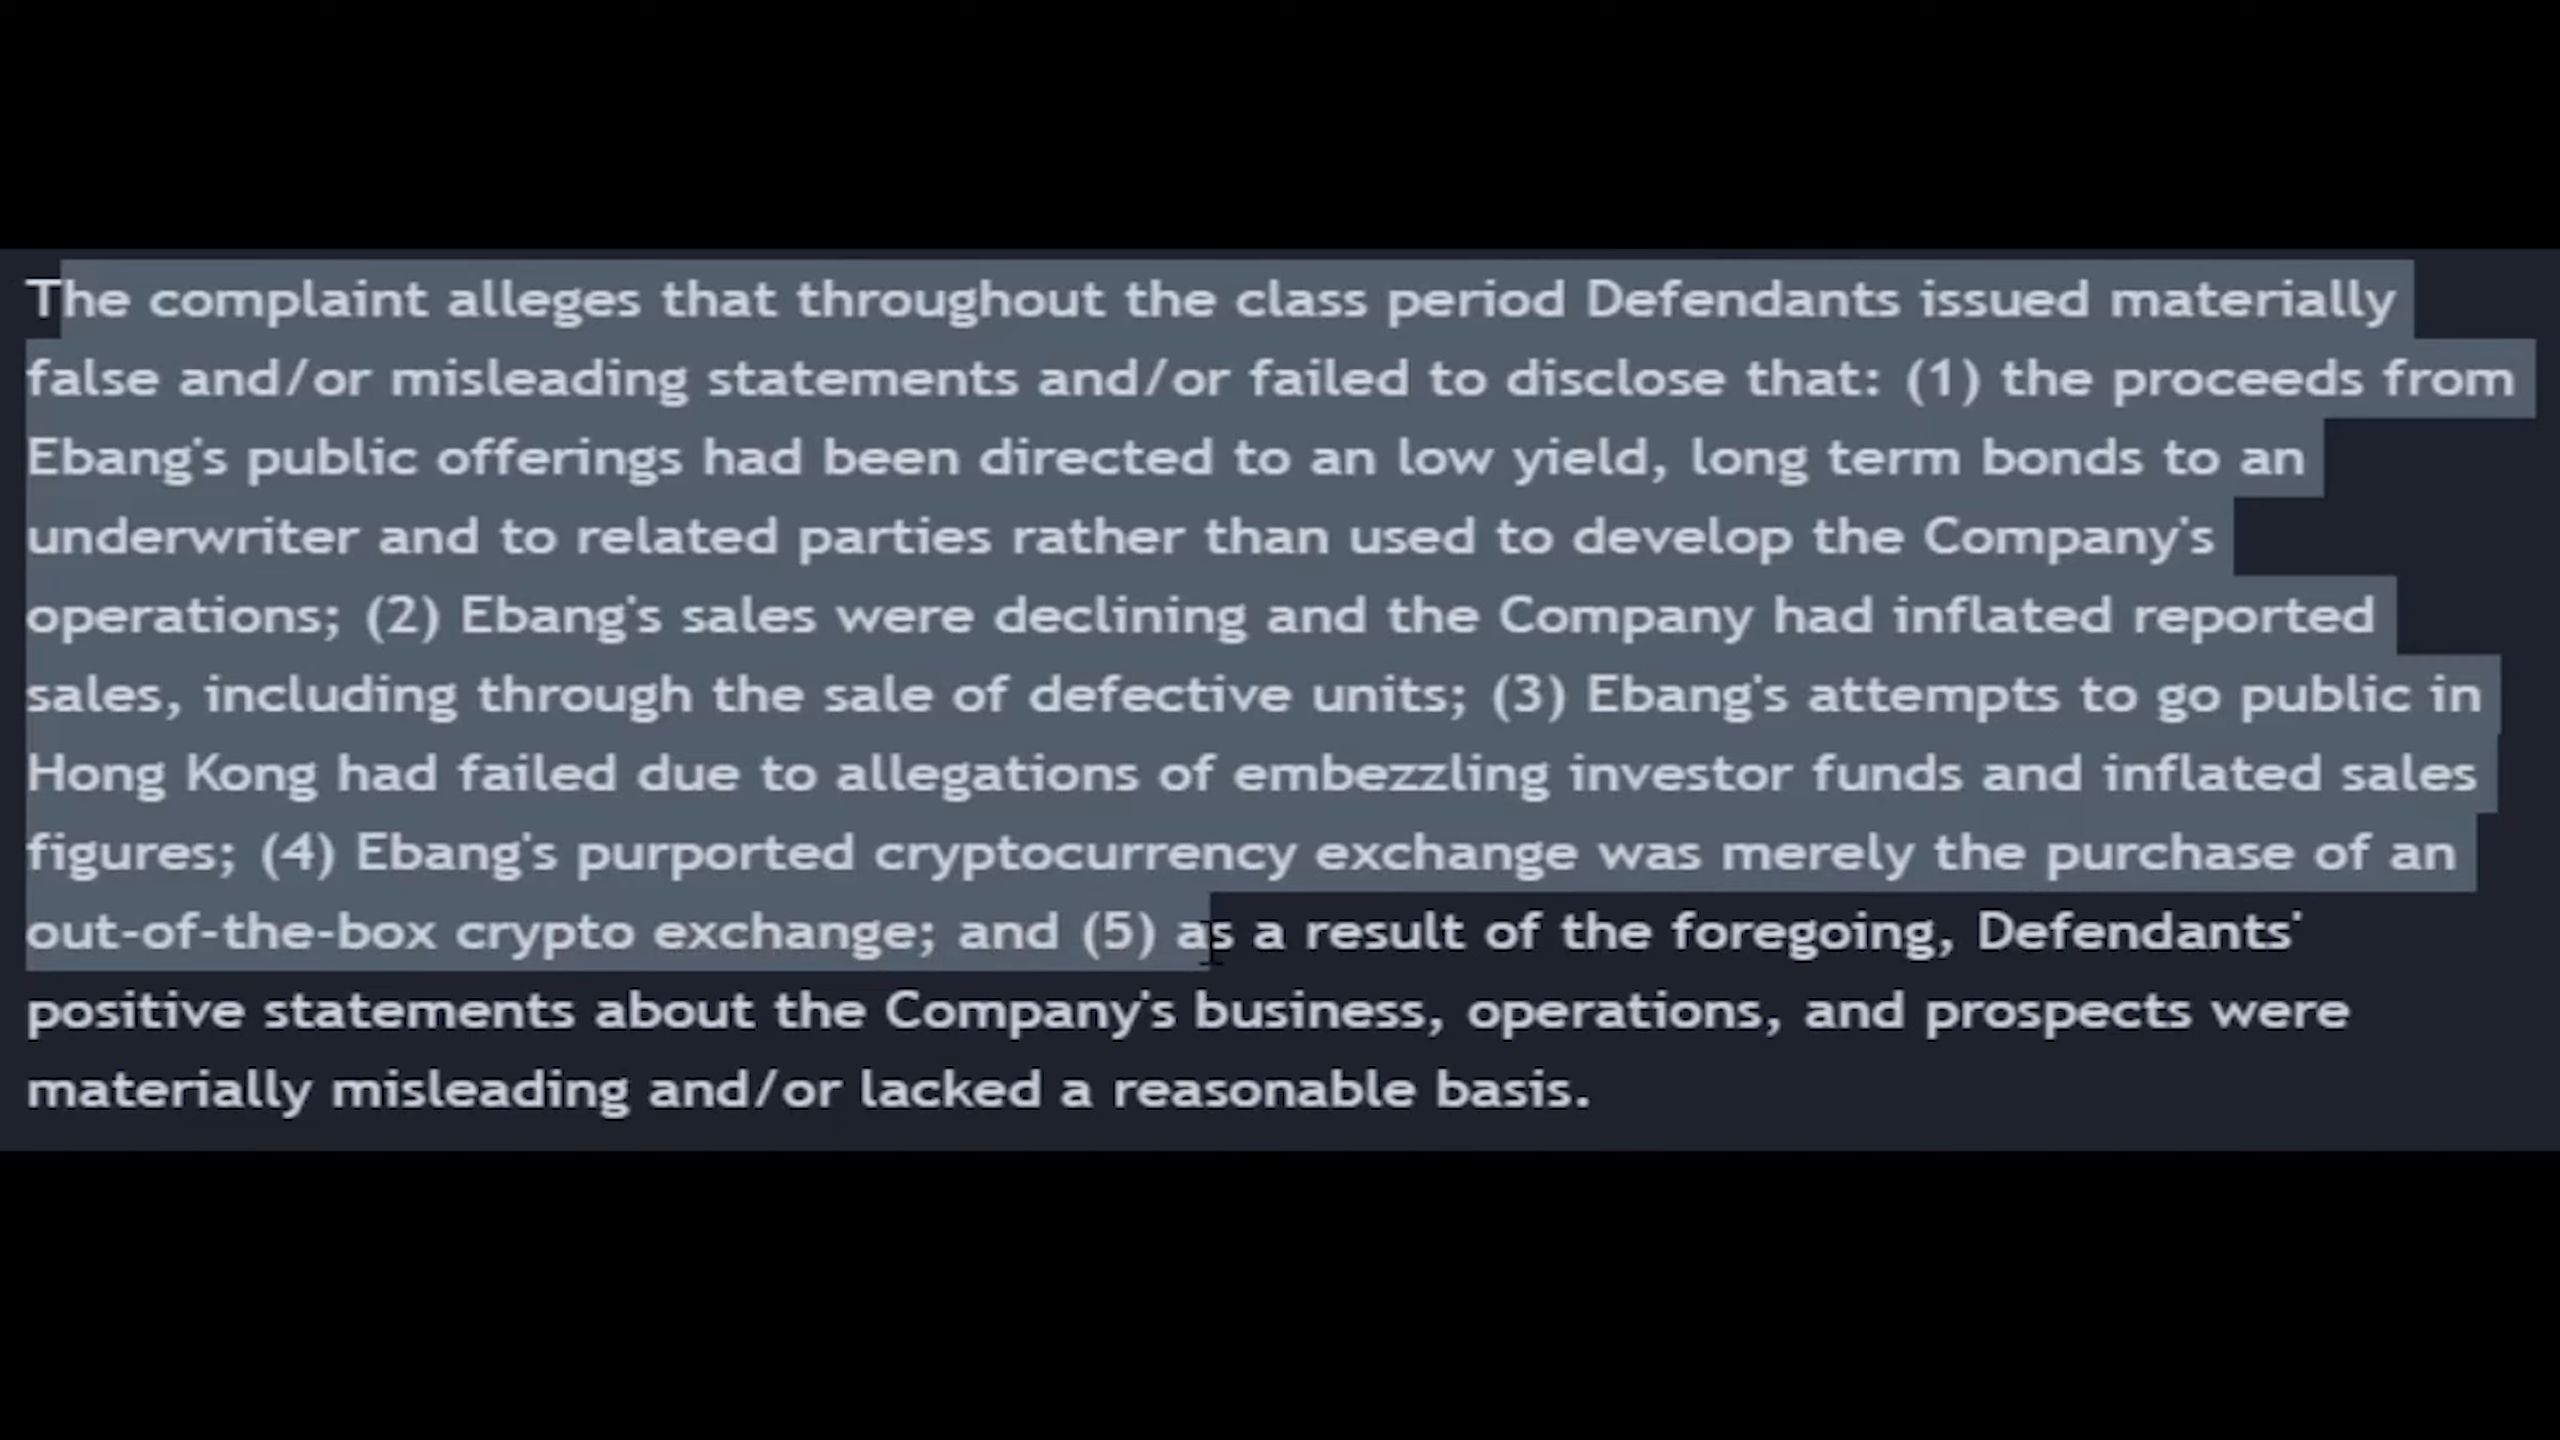 The complaint alleges that throughout the class period Defendants issued materially
false and/or misleading statements and/or failed to disclose that: (1) the proceeds from
Ebang's public offerings had been directed to an low yield, long term bonds to an
underwriter and to related parties rather than used to develop the Company's
operations; (2) Ebang's sales were declining and the Company had inflated reported
sales, including through the sale of defective units; (3) Ebang's attempts to go public in
Hong Kong had failed due to allegations of embezzling investor funds and inflated sales
figures; (4) Ebang's purported cryptocurrency exchange was merely the purchase of an
out-of-the-box crypto exchange; and (5) as a result of the foregoing, Defendants'
positive statements about the Company's business, operations, and prospects were
materially misleading and/or lacked a reasonable basis.